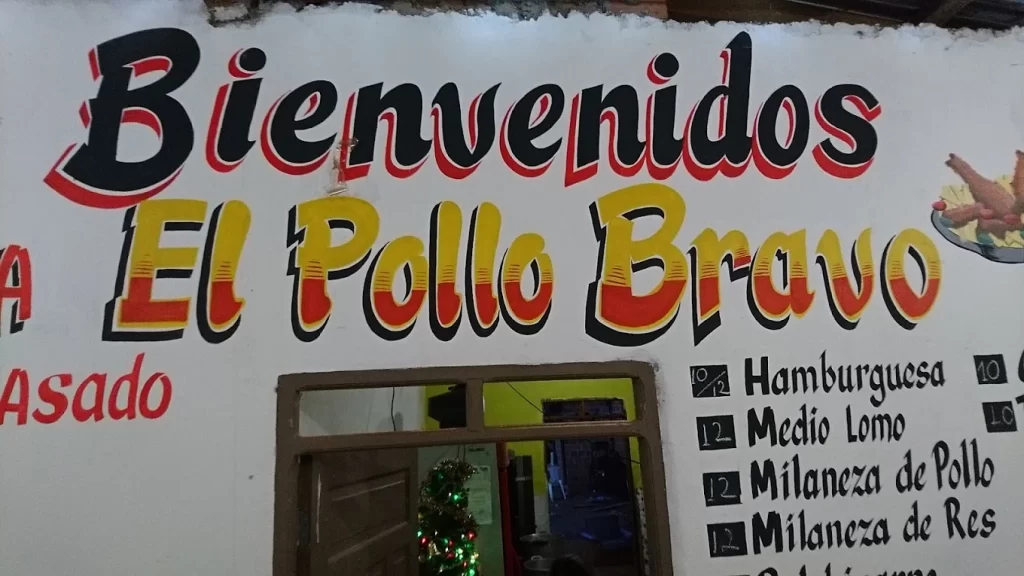 Bienvenidos
El Pollo Bravo
Asado
10/12 Hamburguesa
12 Medio Lomo
12 Milaneza de Pollo
12 Milaneza de Res
10
10